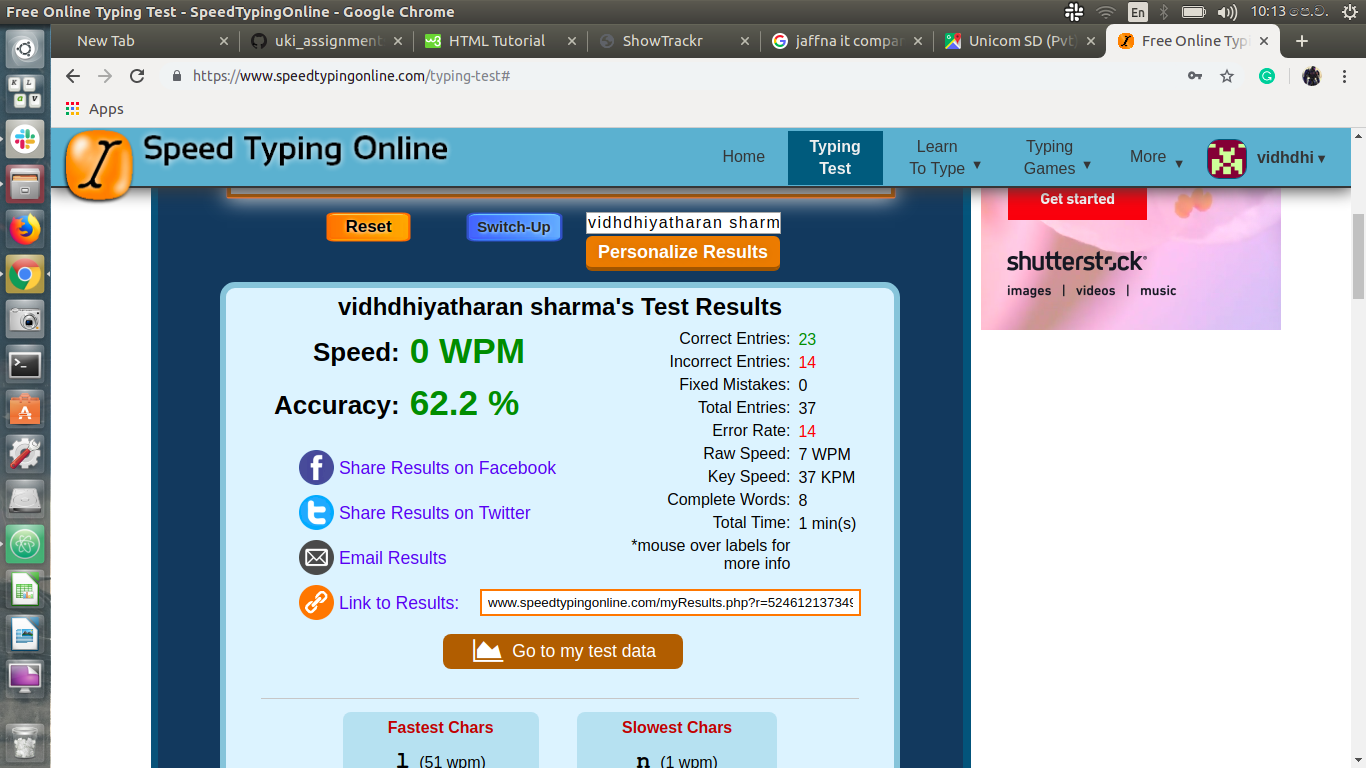 Free Online Typing Test - SpeedTypingOnline - Google Chrome
En 10:13 පෙ.ව.
New Tab
uki_assignment
HTML Tutorial
ShowTrackr
jaffna it compar
Unicom SD (Pvt)
Free Online Typi
https://www.speedtypingonline.com/typing-test#
Apps
Speed Typing Online
Home
Typing
Test
Learn
To Type
Typing
Games
More
vidhdhi
Reset
Switch-Up
vidhdhiyatharan sharm
Personalize Results
Get started
shutterstock
images | videos | music
vidhdhiyatharan sharma's Test Results
Speed: 0 WPM
Accuracy: 62.2 %
Correct Entries: 23
Incorrect Entries: 14
Fixed Mistakes: 0
Total Entries: 37
Error Rate: 14
Raw Speed: 7 WPM
Key Speed: 37 KPM
Complete Words: 8
Total Time: 1 min(s)
*mouse over labels for
more info
Share Results on Facebook
Share Results on Twitter
Email Results
Link to Results: www.speedtypingonline.com/myResults.php?r=524612137349
Go to my test data
Fastest Chars
l (51 wpm)
Slowest Chars
n (1 wpm)